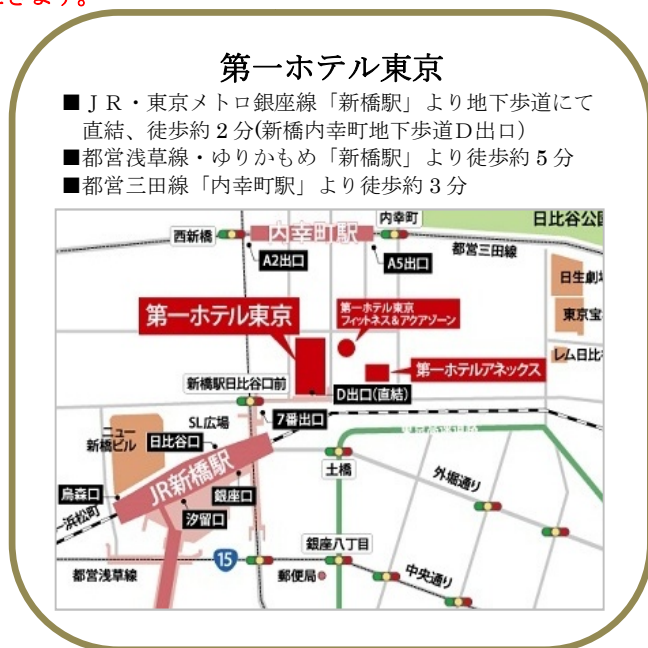 きます。
第一ホテル東京
■ＪＲ・東京メトロ銀座線「新橋駅」より地下歩道にて
直結、徒歩約２分(新橋内幸町地下歩道Ｄ出口)
■都営浅草線・ゆりかもめ「新橋駅」より徒歩約５分
■都営三田線「内幸町駅」より徒歩約３分
内幸町
日比谷公園
西新橋
内幸町駅
都営三田線
A2出口
A5出口
日生劇
第一ホテル東京
第一ホテル東京
フィットネス&アクアゾーン
東京宝
レム日比
第一ホテルアネックス
新橋駅日比谷口前
D出口(直結)
SL広場
7番出口
ニュー
新橋ビル
日比谷口
土橋
外堀通り
JR新橋駅
烏森口
銀座口
汐留口
浜松町
銀座八丁目
15
都営浅草線
郵便局
中央通り